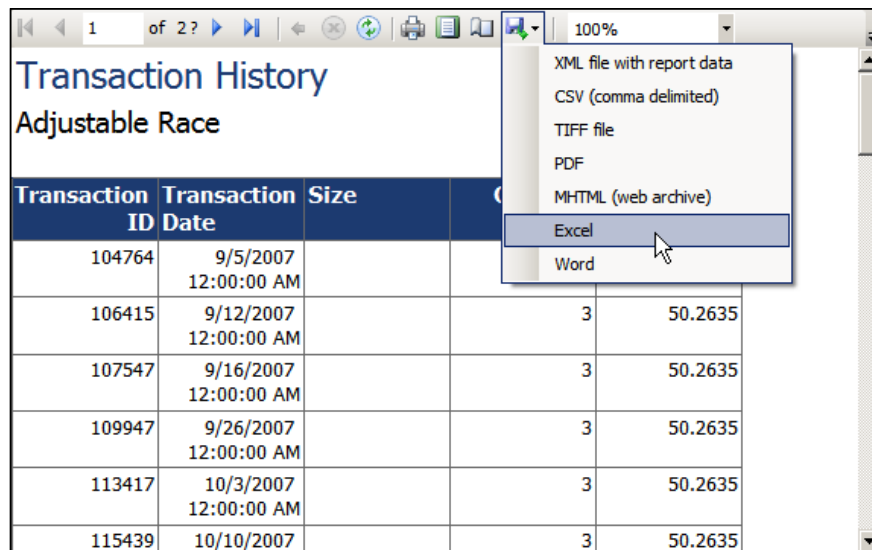 1 of 2? 100%
XML file with report data
CSV (comma delimited)
TIFF file
PDF
MHTML (web archive)
Excel
Word
Transaction History
Adjustable Race
Transaction ID Transaction Date Size
104764 9/5/2007
12:00:00 AM
106415 9/12/2007 3 50.2635
12:00:00 AM
107547 9/16/2007 3 50.2635
12:00:00 AM
109947 9/26/2007 3 50.2635
12:00:00 AM
113417 10/3/2007 3 50.2635
12:00:00 AM
115439 10/10/2007 3 50.2635